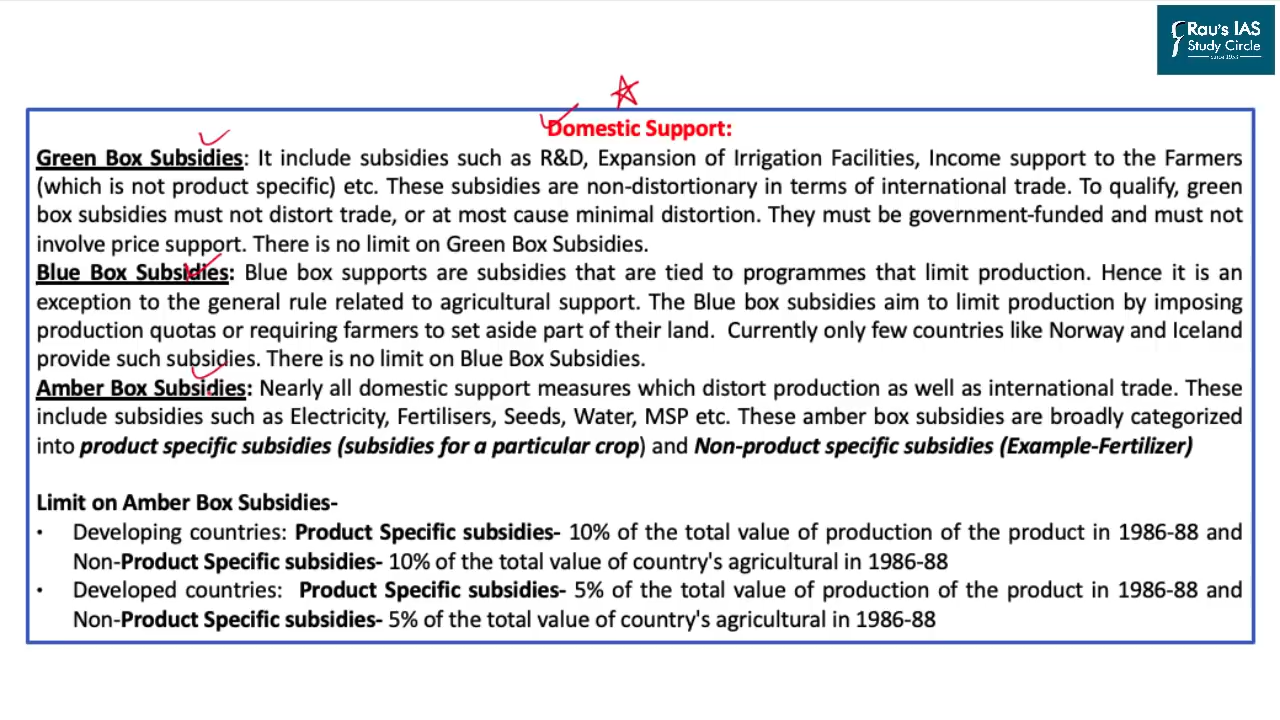 Rau's IAS
Study Circle
since 1953
Domestic Support:
Green Box Subsidies: It include subsidies such as R&D, Expansion of Irrigation Facilities, Income support to the Farmers
(which is not product specific) etc. These subsidies are non-distortionary in terms of international trade. To qualify, green
box subsidies must not distort trade, or at most cause minimal distortion. They must be government-funded and must not
involve price support. There is no limit on Green Box Subsidies.
Blue Box Subsidies: Blue box supports are subsidies that are tied to programmes that limit production. Hence it is an
exception to the general rule related to agricultural support. The Blue box subsidies aim to limit production by imposing
production quotas or requiring farmers to set aside part of their land. Currently only few countries like Norway and Iceland
provide such subsidies. There is no limit on Blue Box Subsidies.
Amber Box Subsidies: Nearly all domestic support measures which distort production as well as international trade. These
include subsidies such as Electricity, Fertilisers, Seeds, Water, MSP etc. These amber box subsidies are broadly categorized
into product specific subsidies (subsidies for a particular crop) and Non-product specific subsidies (Example-Fertilizer)
Limit on Amber Box Subsidies-
• Developing countries: Product Specific subsidies- 10% of the total value of production of the product in 1986-88 and
Non-Product Specific subsidies- 10% of the total value of country's agricultural in 1986-88
• Developed countries: Product Specific subsidies- 5% of the total value of production of the product in 1986-88 and
Non-Product Specific subsidies- 5% of the total value of country's agricultural in 1986-88